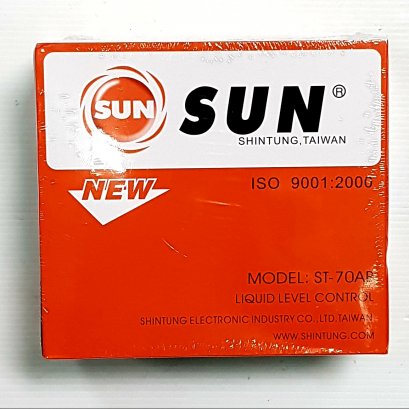 SUN
SUN®
SHINTUNG,TAIWAN
NEW
ISO 9001:2000
MODEL: ST-70AB
LIQUID LEVEL CONTROL
SHINTUNG ELECTRONIC INDUSTRY CO.,LTD.TAIWAN
WWW.SHINTUNG.COM